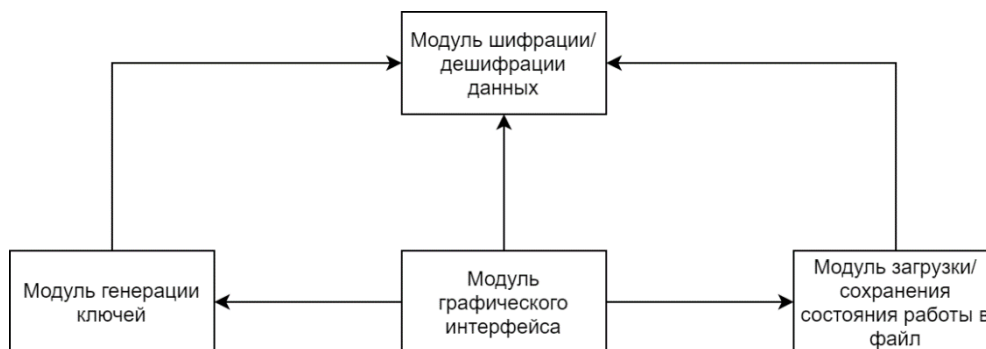 Модуль шифрации/
дешифрации
данных
Модуль генерации
ключей
Модуль
графического
интерфейса
Модуль загрузки/
сохранения
состояния работы в
файл